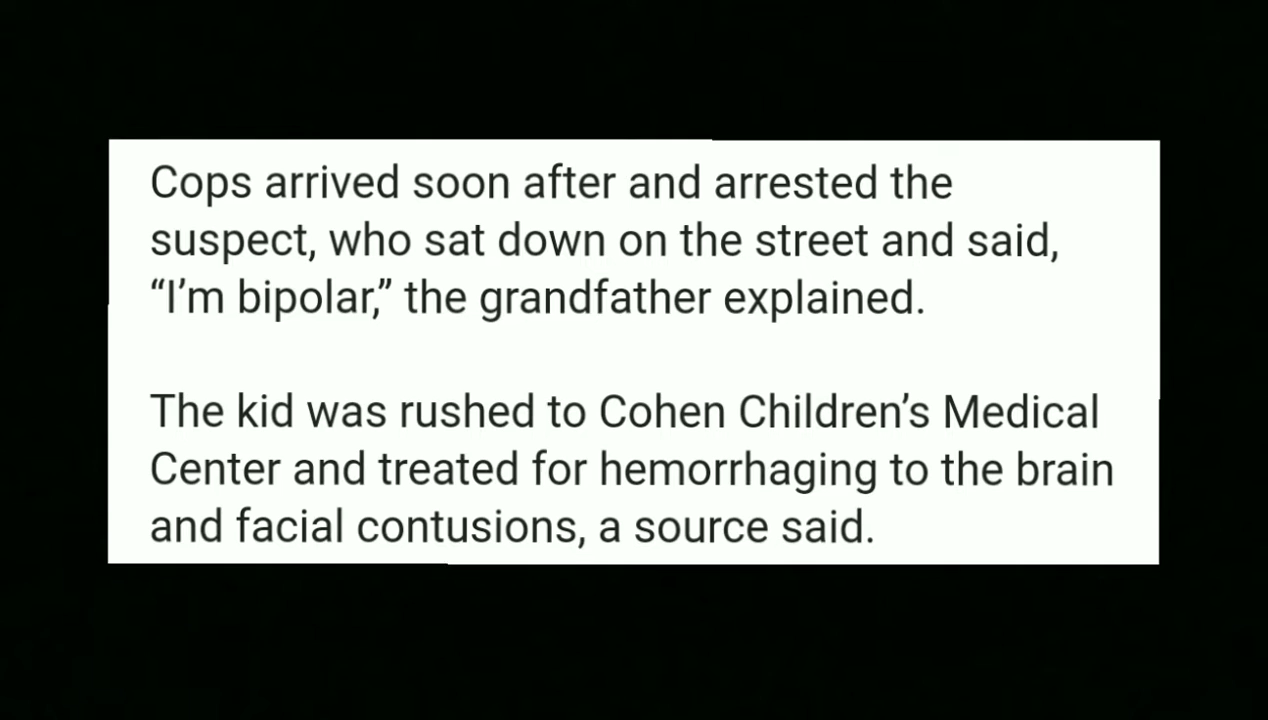 Cops arrived soon after and arrested the
suspect, who sat down on the street and said,
“I’m bipolar,” the grandfather explained.
The kid was rushed to Cohen Children’s Medical
Center and treated for hemorrhaging to the brain
and facial contusions, a source said.